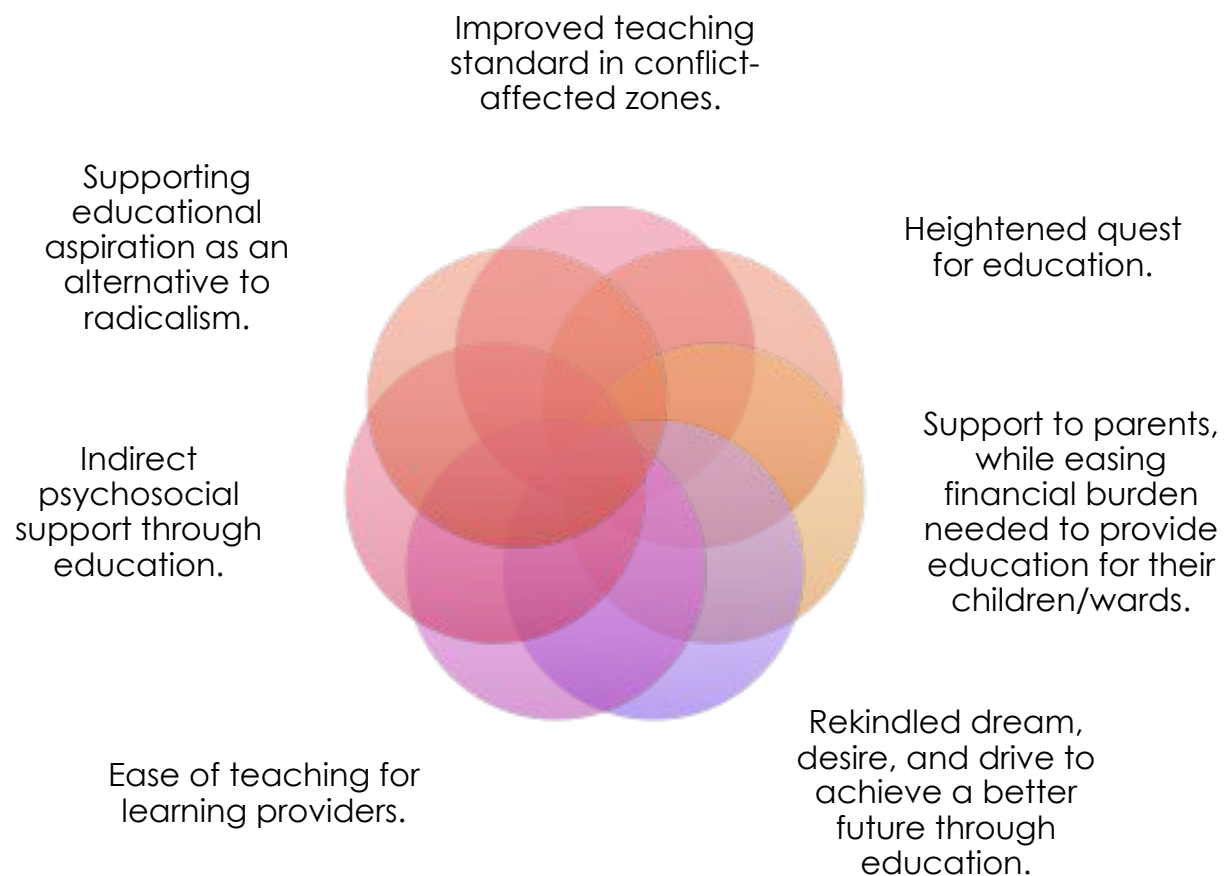 Improved teaching
standard in conflict-
affected zones.
Heightened quest
for education.
Support to parents,
while easing
financial burden
needed to provide
education for their
children/wards.
Rekindled dream,
desire, and drive to
achieve a better
future through
education.
Ease of teaching for
learning providers.
Indirect
psychosocial
support through
education.
Supporting
educational
aspiration as an
alternative to
radicalism.